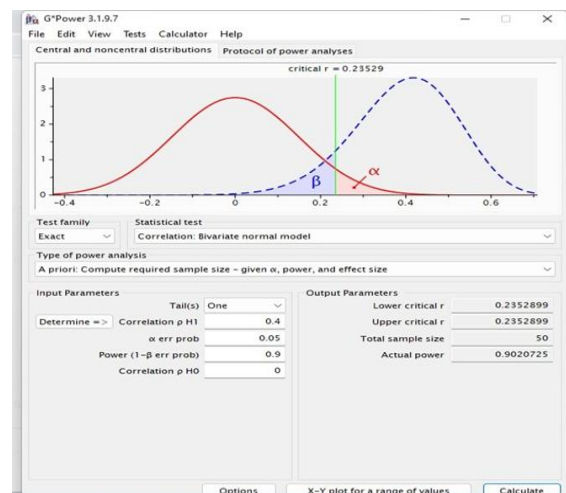 G*Power 3.1.9.7
File Edit View Tests Calculator Help
Central and noncentral distributions Protocol of power analyses
critical r = 0.23529
3
2
1
0
β
α
-0.4 -0.2 0 0.2 0.4 0.6
Test family Statistical test
Exact Correlation: Bivariate normal model
Type of power analysis
A priori: Compute required sample size – given α, power, and effect size
Input Parameters Output Parameters
Tail(s) One Lower critical r 0.2352899
Determine => Correlation ρ H1 0.4 Upper critical r 0.2352899
α err prob 0.05 Total sample size 50
Power (1-β err prob) 0.9 Actual power 0.9020725
Correlation ρ H0 0
Options X-Y plot for a range of values Calculate